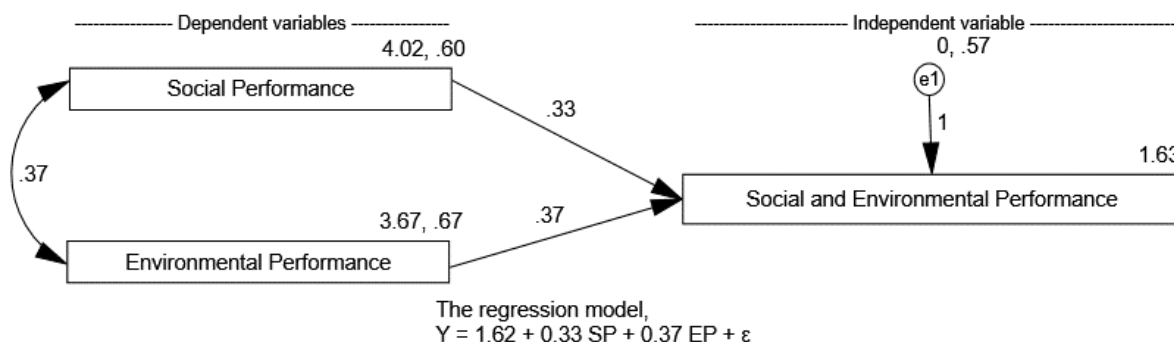 ---------------- Dependent variables ---------------
---------------------------- Independent variable ---------------------------
4.02, .60
0, .57
Social Performance
e1
.33
1
1.63
.37
Social and Environmental Performance
3.67, .67
.37
Environmental Performance
The regression model,
Y = 1.62 + 0.33 SP + 0.37 EP + ε